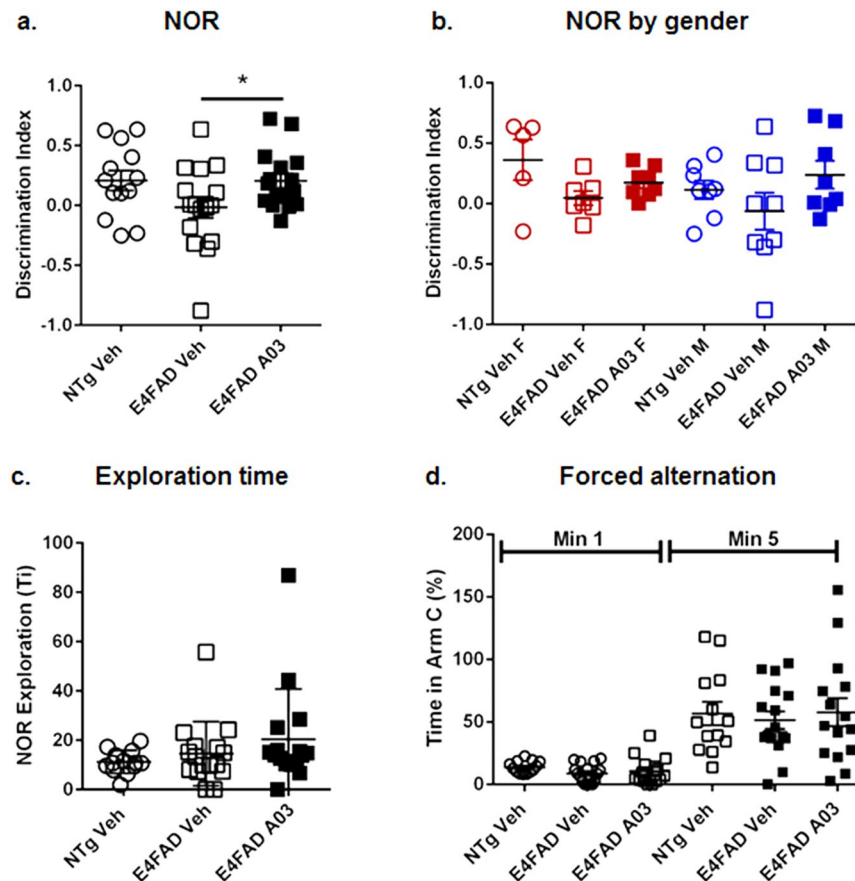 a. NOR
*
Discrimination Index
1.0
0.5
0.0
-0.5
-1.0
NTg Veh
E4FAD Veh
E4FAD A03
b. NOR by gender
Discrimination Index
1.0
0.5
0.0
-0.5
-1.0
NTg Veh F
E4FAD Veh F
E4FAD A03 F
NTg Veh M
E4FAD Veh M
E4FAD A03 M
c. Exploration time
NOR Exploration (Ti)
100
80
60
40
20
0
NTg Veh
E4FAD Veh
E4FAD A03
d. Forced alternation
Min 1 Min 5
Time in Arm C (%)
200
150
100
50
0
NTg Veh
E4FAD Veh
E4FAD A03
NTg Veh
E4FAD Veh
E4FAD A03